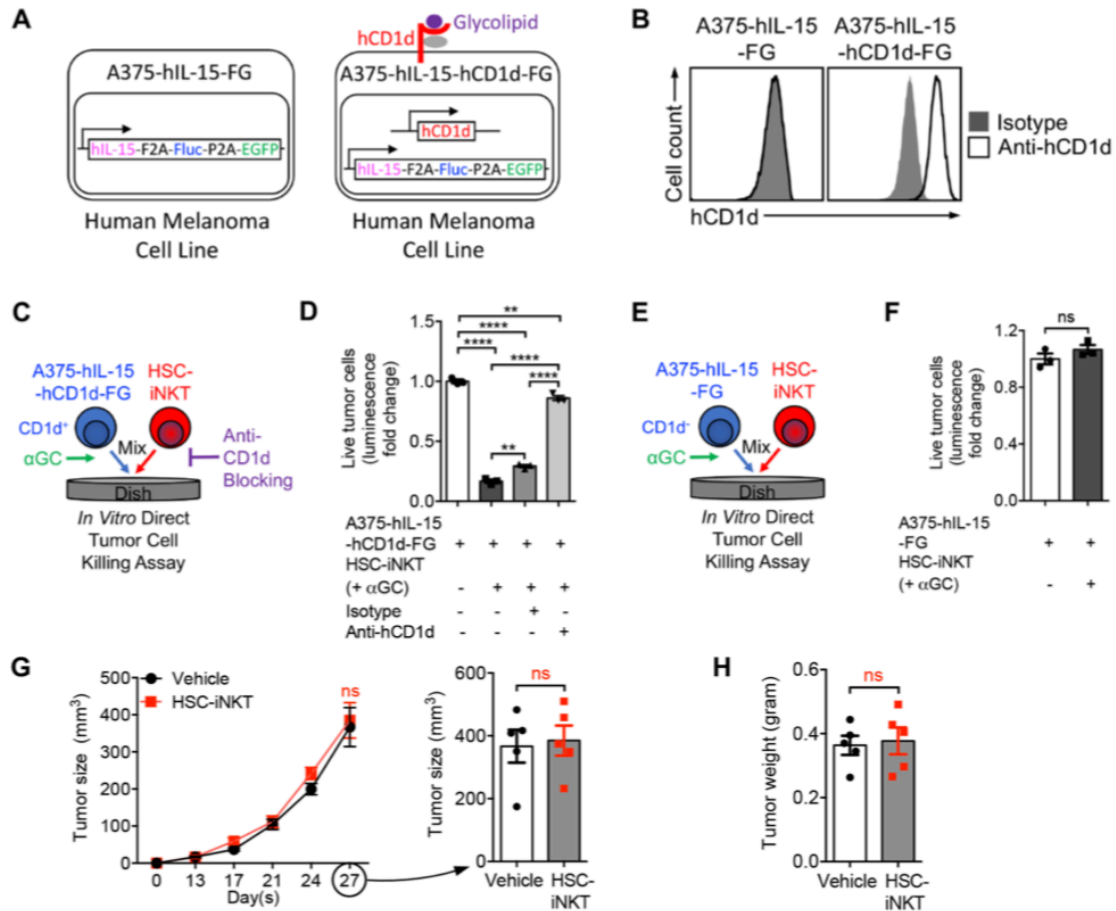 A
Glycolipid
hCD1d
A375-hIL-15-FG
A375-hIL-15-hCD1d-FG
hCD1d
hIL-15-F2A-Fluc-P2A-EGFP
hIL-15-F2A-Fluc-P2A-EGFP
Human Melanoma
Cell Line
Human Melanoma
Cell Line
B
A375-hIL-15
-FG
A375-hIL-15
-hCD1d-FG
Cell count
hCD1d
Isotype
Anti-hCD1d
C
A375-hIL-15
-hCD1d-FG
HSC-
iNKT
CD1d⁺
αGC
Mix
Anti-
CD1d
Blocking
Dish
In Vitro Direct
Tumor Cell
Killing Assay
D
Live tumor cells
(luminescence
fold change)
1.5
1.0
0.5
0.0
**
****
****
****
****
**
A375-hIL-15
-hCD1d-FG + + + +
HSC-iNKT
(+ αGC) - + + +
Isotype - - + -
Anti-hCD1d - - - +
E
A375-hIL-15
-FG
HSC-
iNKT
CD1d⁻
αGC
Mix
Dish
In Vitro Direct
Tumor Cell
Killing Assay
F
Live tumor cells
(luminescence
fold change)
1.2
0.6
0.0
ns
A375-hIL-15
-FG + +
HSC-iNKT
(+ αGC) - +
G
Tumor size (mm³)
500
400
300
200
100
0
Vehicle
HSC-iNKT
ns
0 13 17 21 24 27
Day(s)
Tumor size (mm³)
600
400
200
0
ns
Vehicle HSC-
iNKT
H
Tumor weight (gram)
0.6
0.4
0.2
0.0
ns
Vehicle HSC-
iNKT